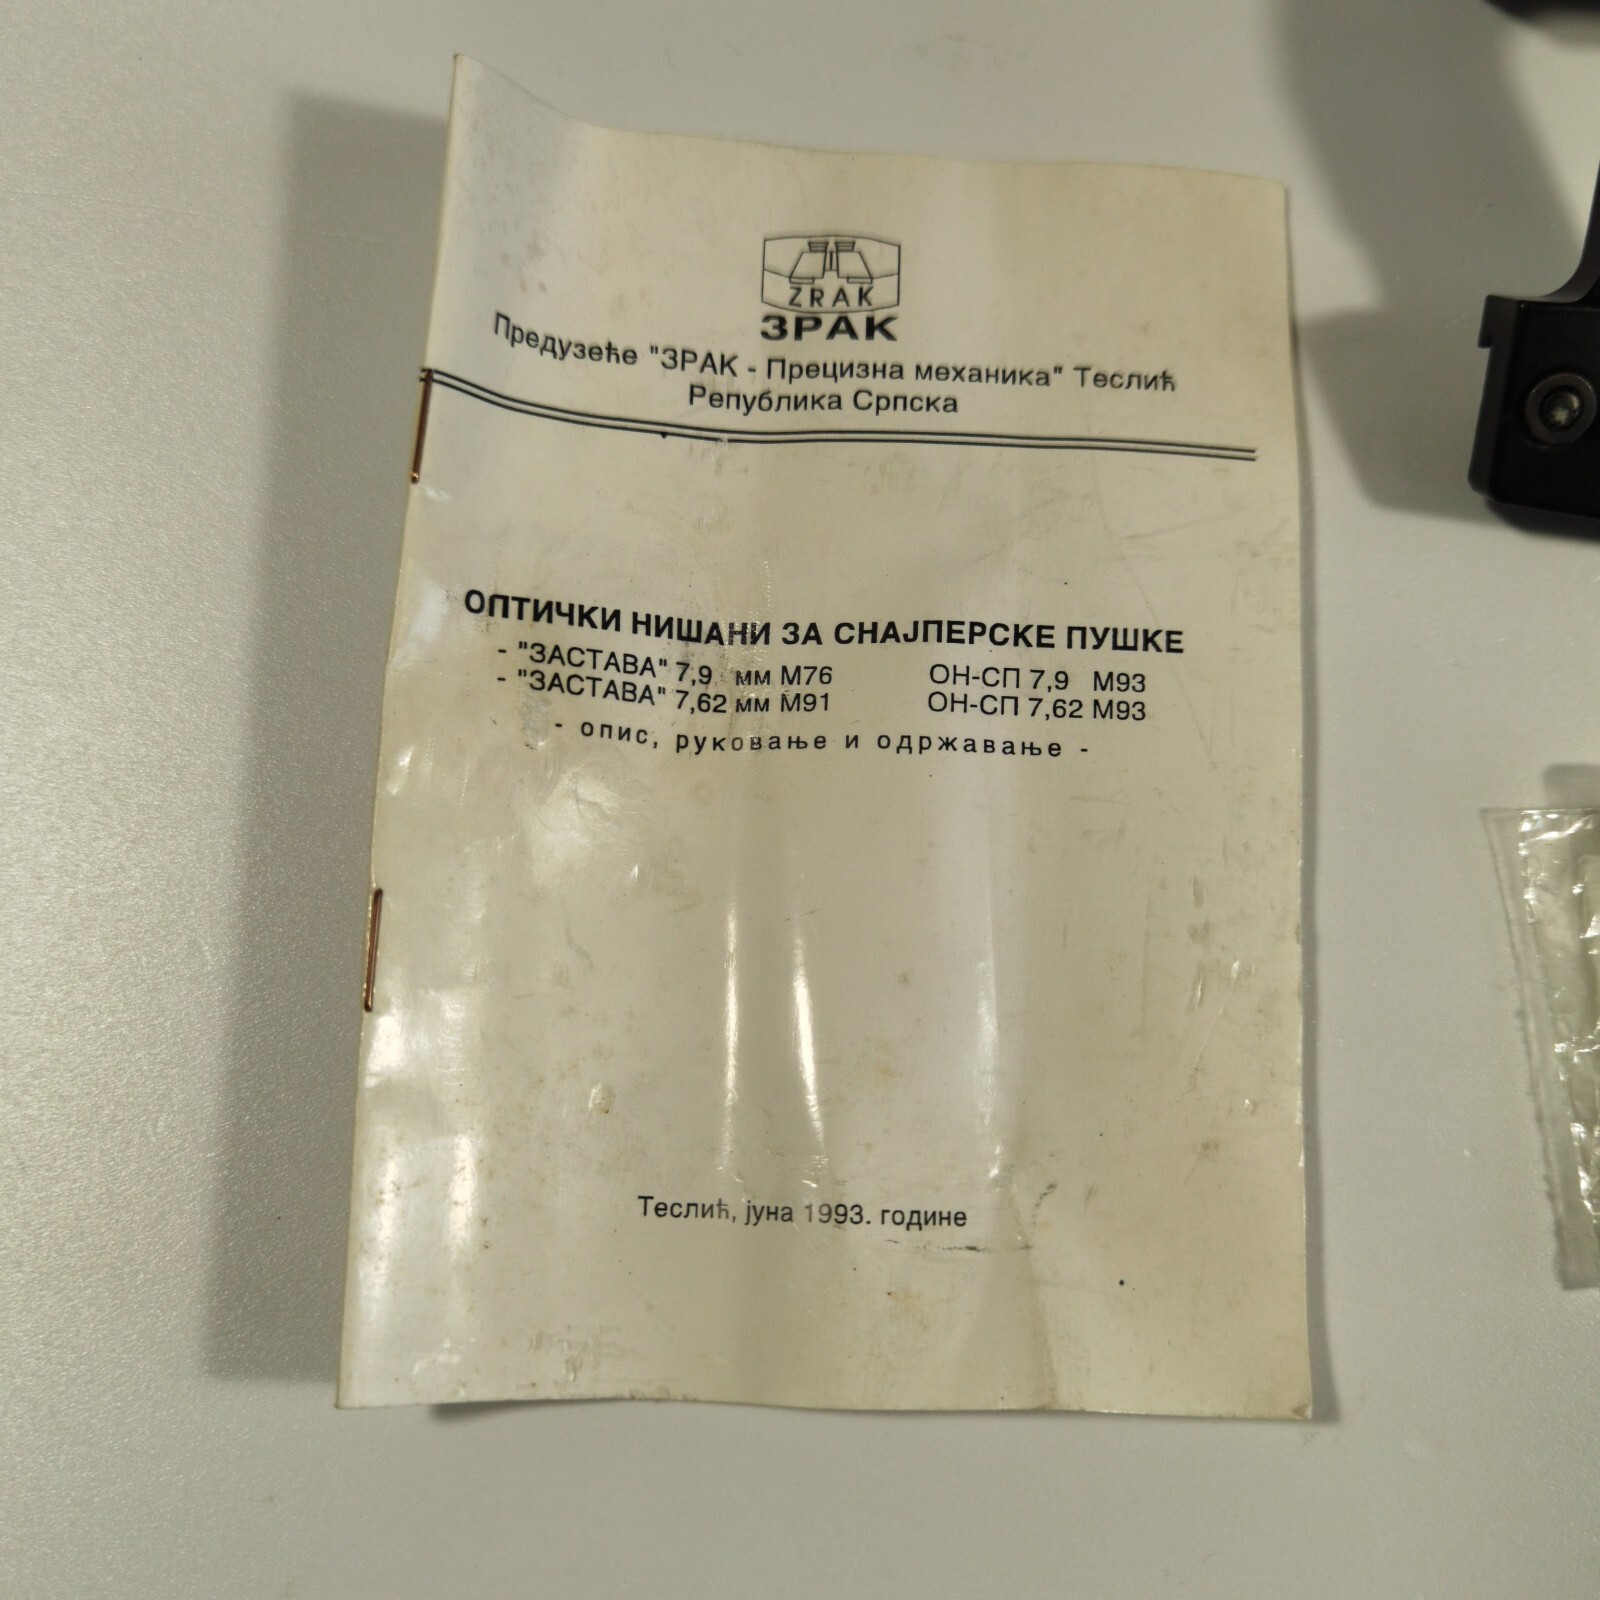 ZRAK
ЗРАК
Предузеће "ЗРАК - Прецизна механика" Теслић
Република Српска
ОПТИЧКИ НИШАНИ ЗА СНАЈПЕРСКЕ ПУШКЕ
- "ЗАСТАВА" 7,9 мм М76 ОН-СП 7,9 М93
- "ЗАСТАВА" 7,62 мм М91 ОН-СП 7,62 М93
- опис, руковање и одржавање -
Теслић, јуна 1993. године